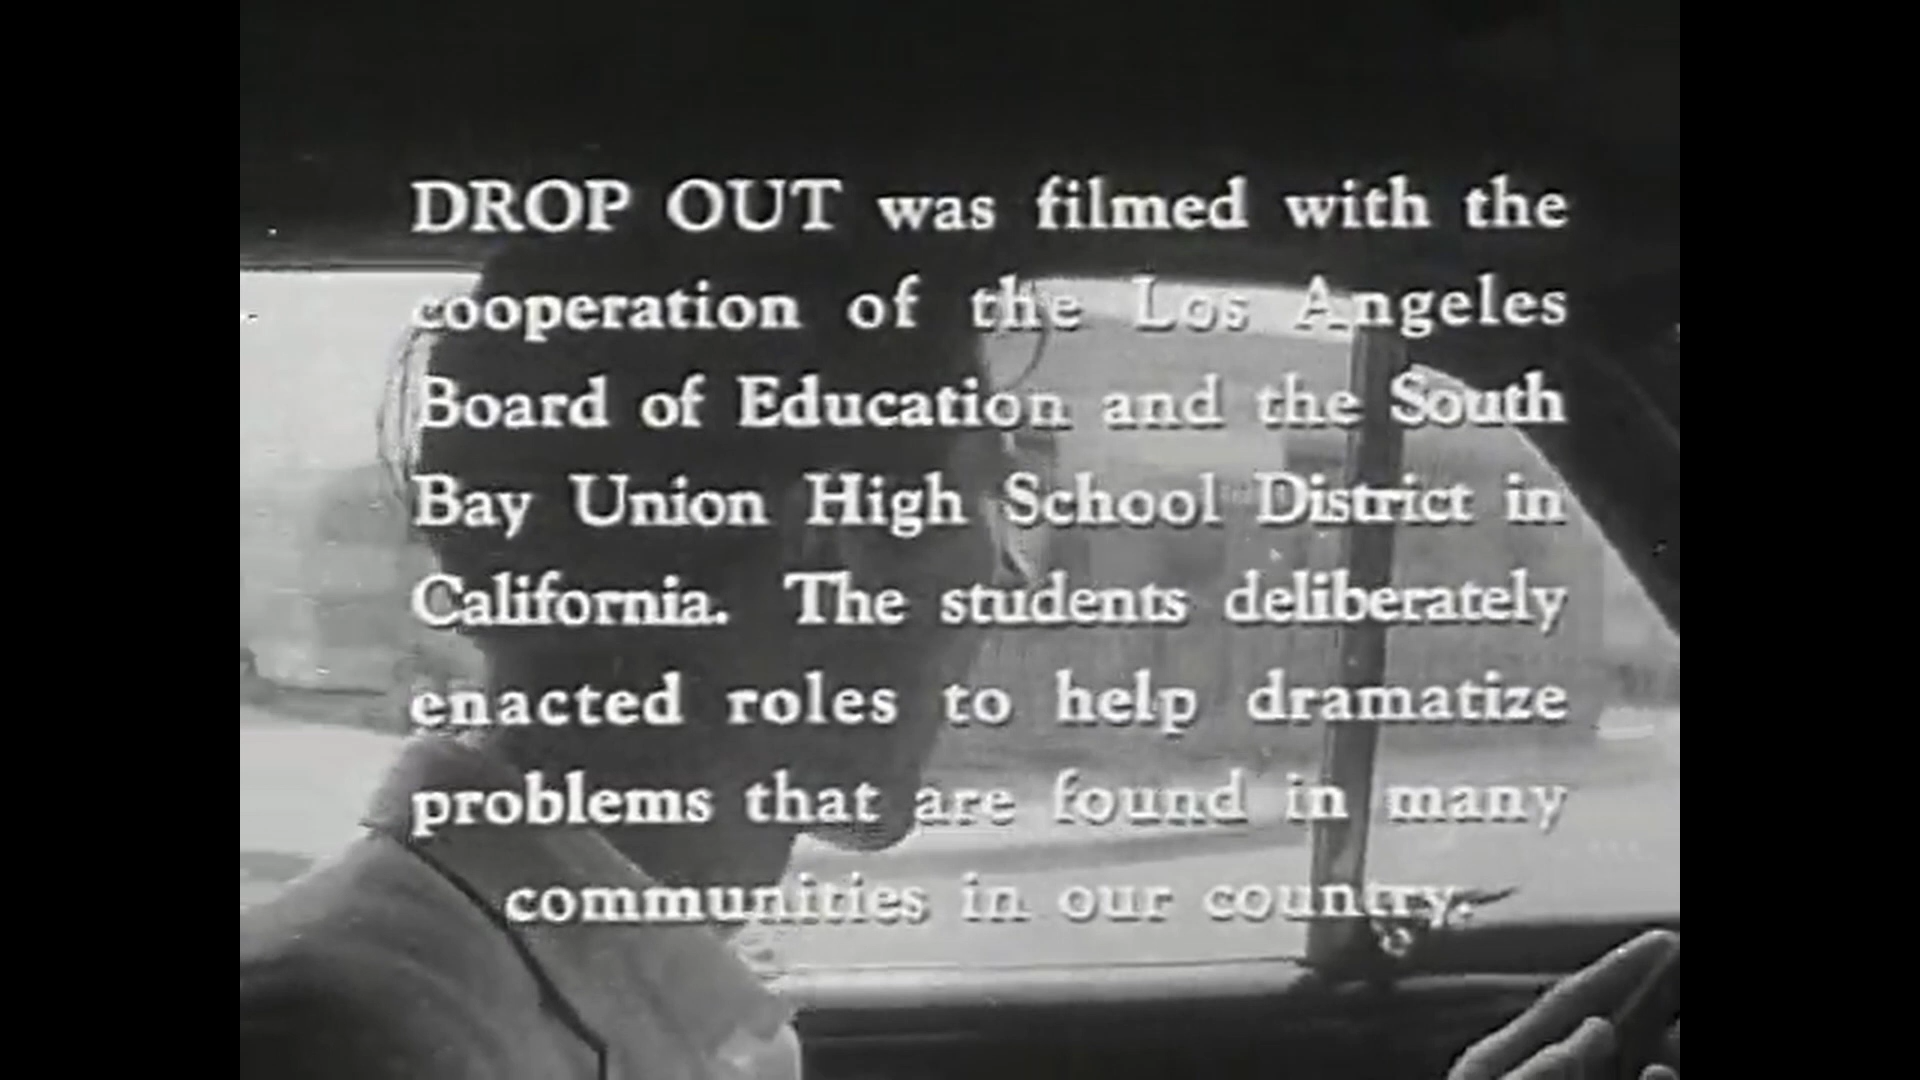 DROP OUT was filmed with the
cooperation of the Los Angeles
Board of Education and the South
Bay Union High School District in
California. The students deliberately
enacted roles to help dramatize
problems that are found in many
communities in our country.